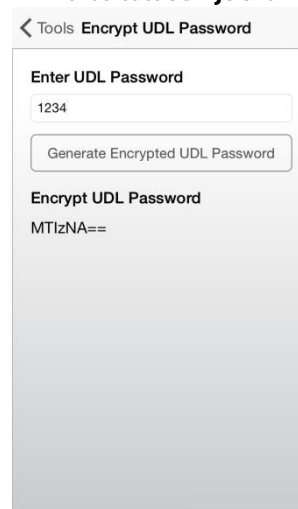 Tools Encrypt UDL Password
Enter UDL Password
1234
Generate Encrypted UDL Password
Encrypt UDL Password
MTIzNA==